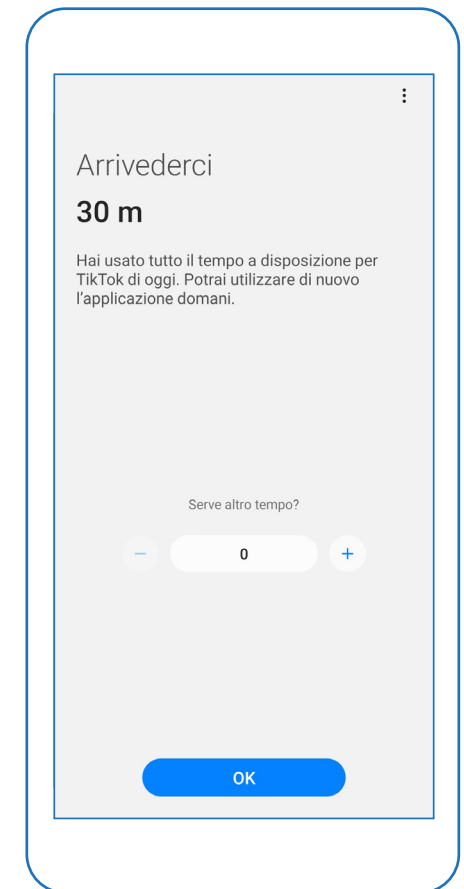 Arrivederci
30 m
Hai usato tutto il tempo a disposizione per
TikTok di oggi. Potrai utilizzare di nuovo
l'applicazione domani.
Serve altro tempo?
− 0 +
OK